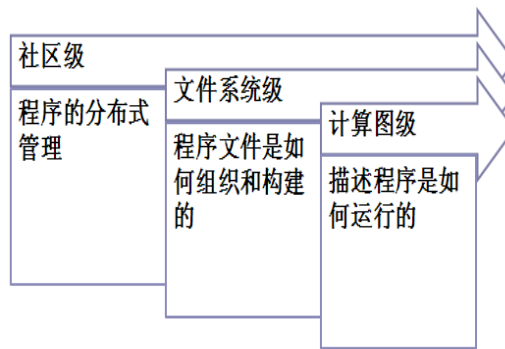 社区级
程序的分布式
管理
文件系统级
程序文件是如
何组织和构建
的
计算图级
描述程序是如
何运行的